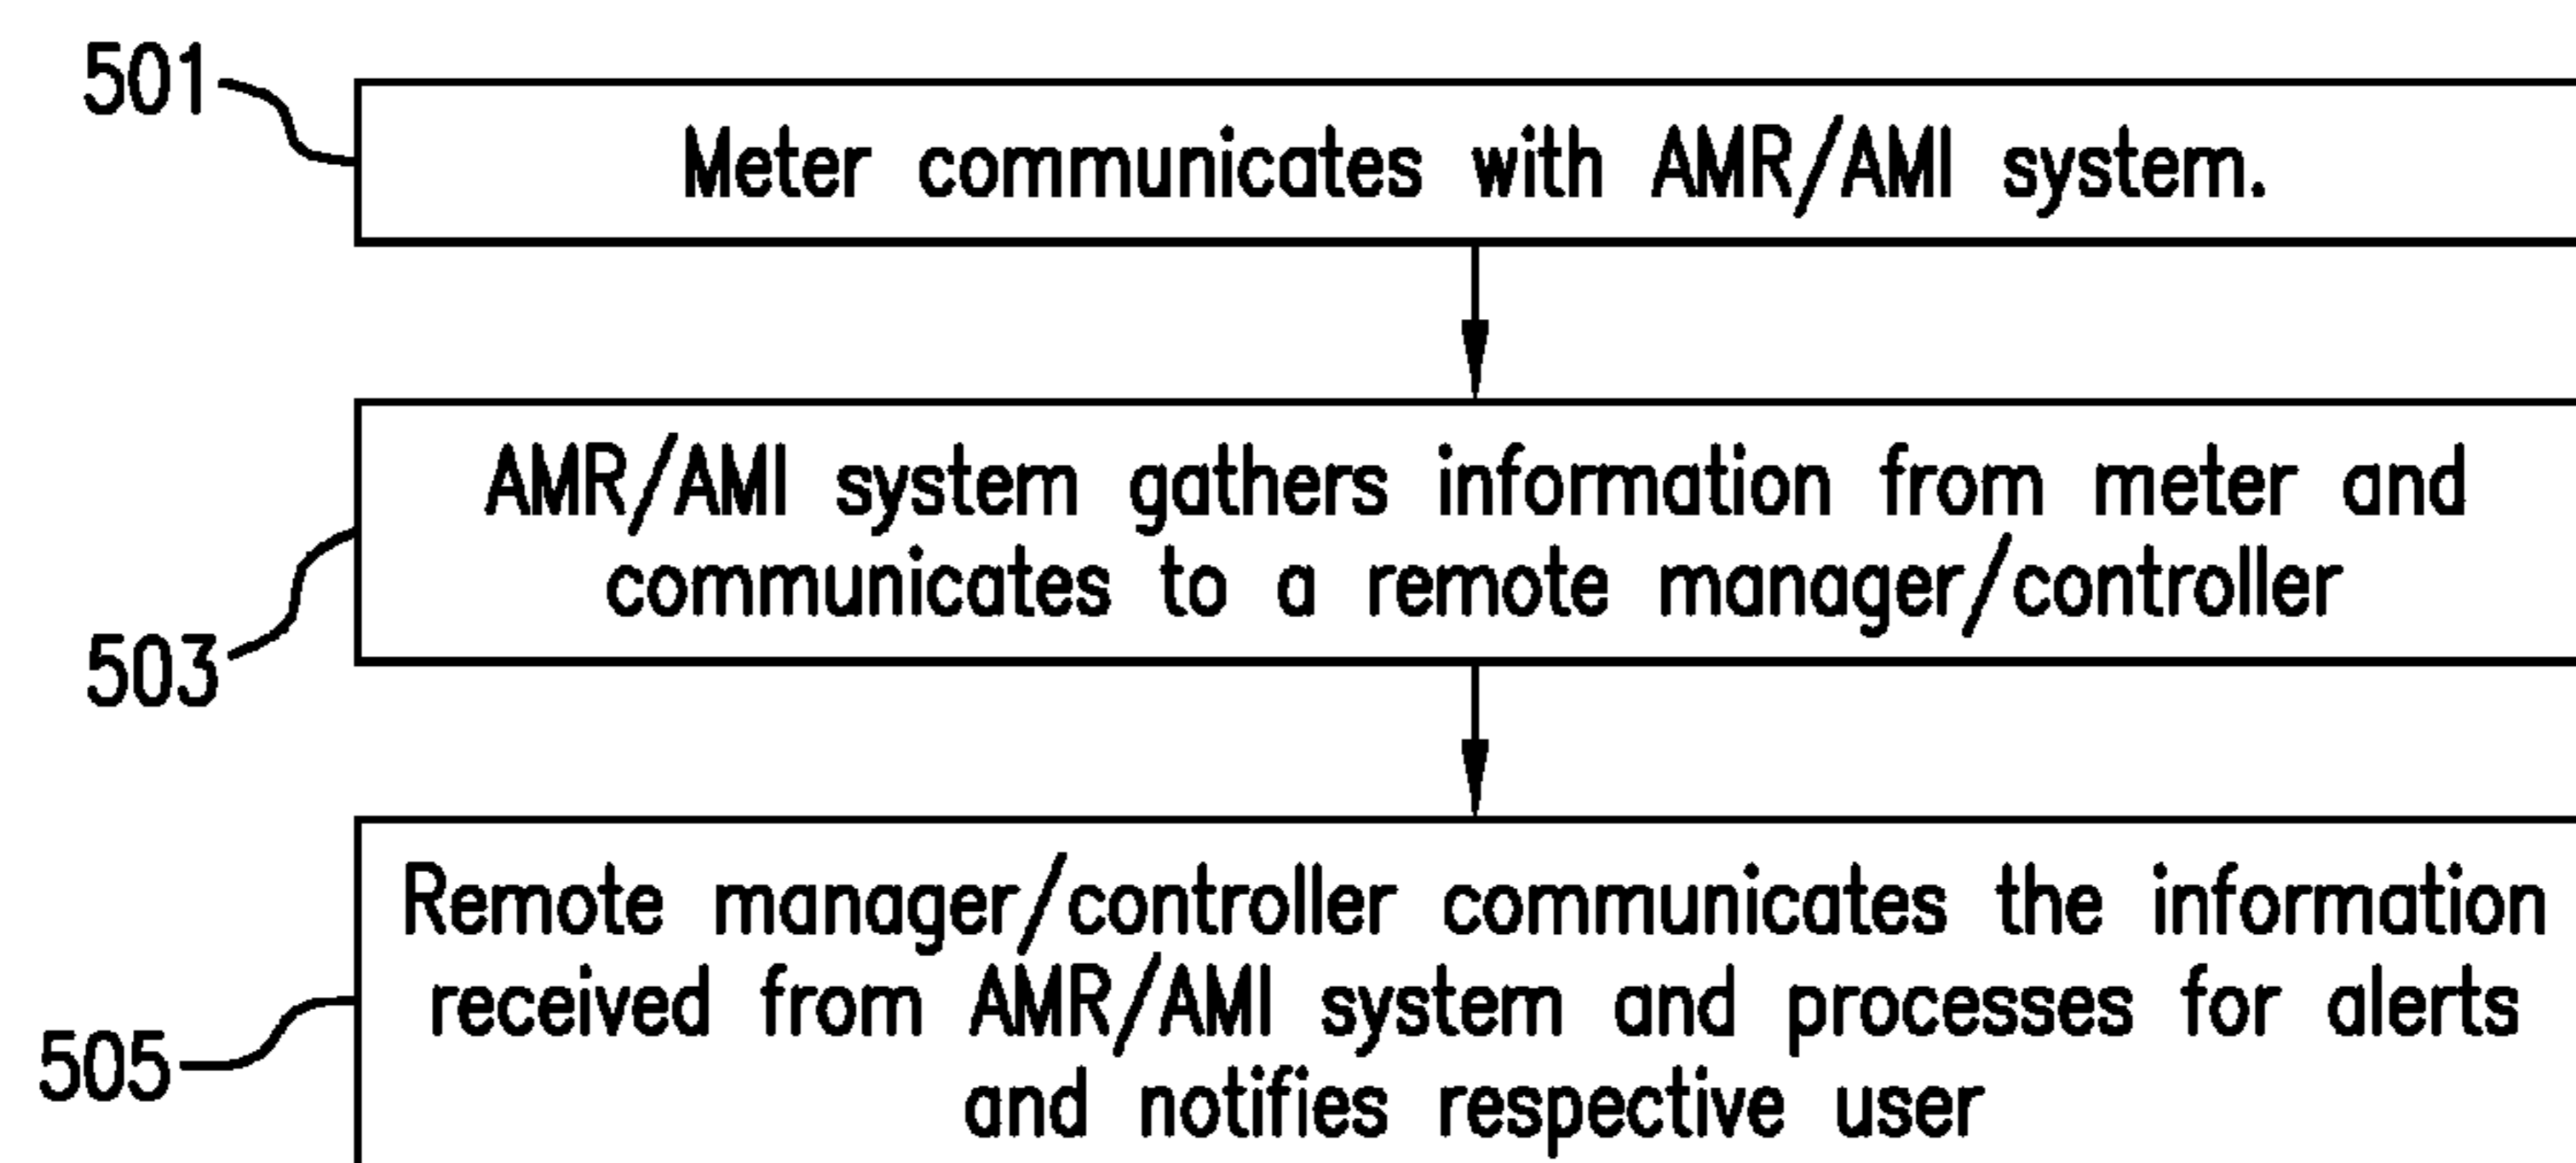 501
Meter communicates with AMR/AMI system.
AMR/AMI system gathers information from meter and
communicates to a remote manager/controller
503
Remote manager/controller communicates the information
received from AMR/AMI system and processes for alerts
and notifies respective user
505